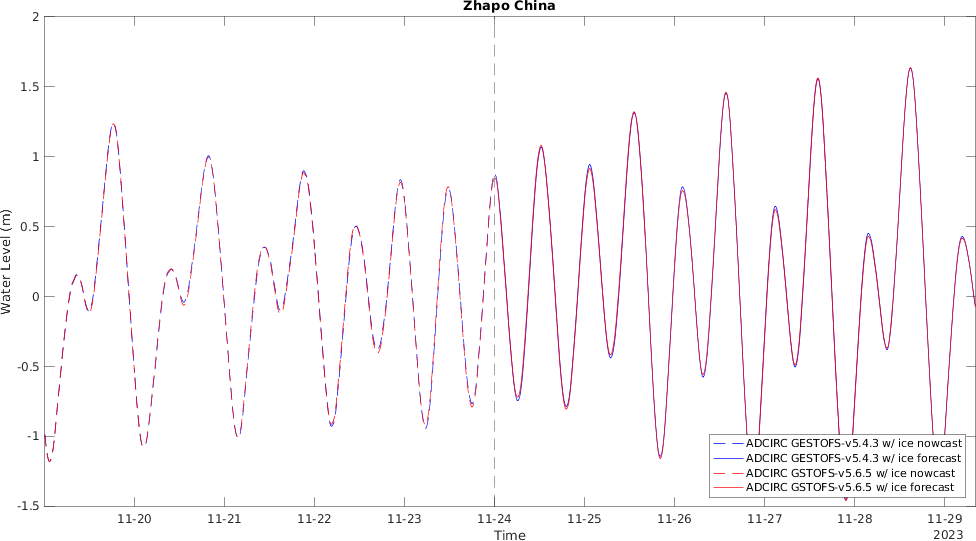 Zhapo China
2
1.5
1
0.5
0
-0.5
-1
-1.5
Water Level (m)
ADCIRC GESTOFS-v5.4.3 w/ ice nowcast
ADCIRC GESTOFS-v5.4.3 w/ ice forecast
ADCIRC GSTOFS-v5.6.5 w/ ice nowcast
ADCIRC GSTOFS-v5.6.5 w/ ice forecast
11-20 11-21 11-22 11-23 11-24 11-25 11-26 11-27 11-28 11-29
Time 2023